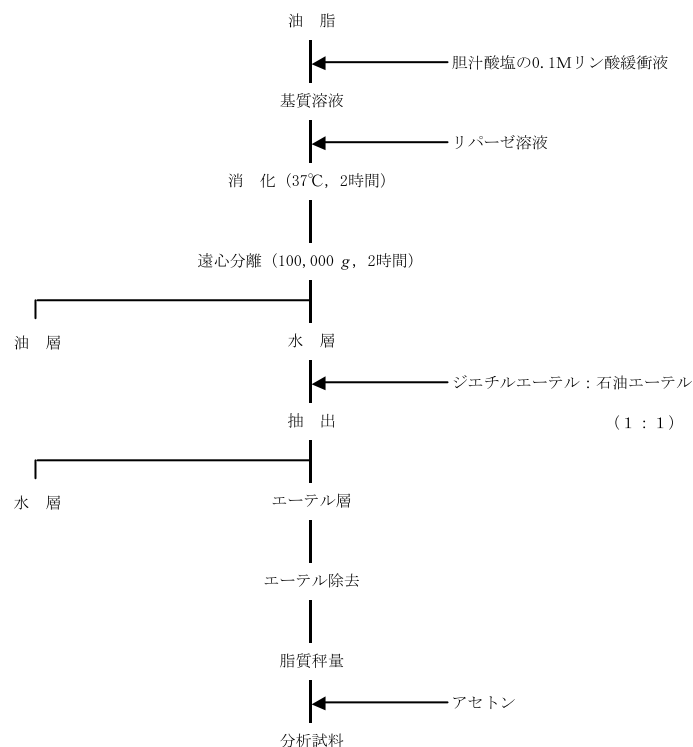 油　脂
胆汁酸塩の0.1Mリン酸緩衝液
基質溶液
リパーゼ溶液
消　化（37℃，2時間）
遠心分離（100,000 g，2時間）
油　層
水　層
ジエチルエーテル：石油エーテル
（1：1）
抽　出
水　層
エーテル層
エーテル除去
脂質秤量
アセトン
分析試料